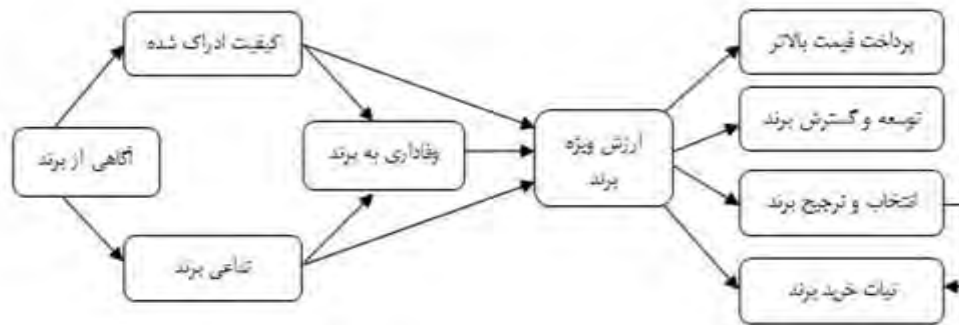 کیفیت ادراک شده
پرداخت قیمت بالاتر
توسعه و گسترش برند
آگاهی از برند
وفاداری به برند
ارزش ویژه
برند
انتخاب و ترجیح برند
تداعی برند
نیات خرید برند